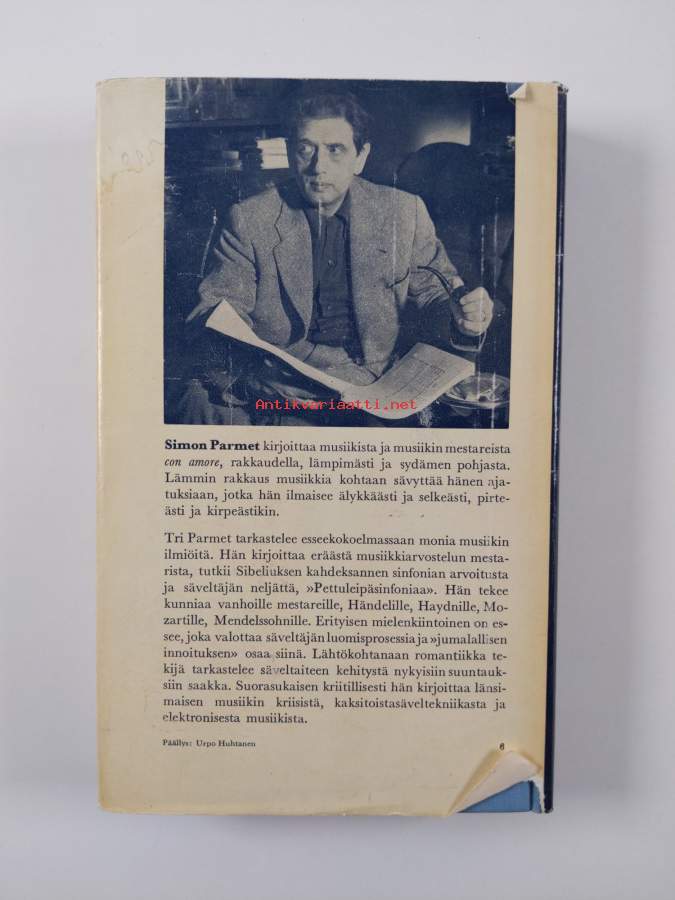 Antikvariaatti.net
Simon Parmet kirjoittaa musiikista ja musiikin mestareista
con amore, rakkaudella, lämpimästi ja sydämen pohjasta.
Lämmin rakkaus musiikkia kohtaan sävyttää hänen aja-
tuksiaan, jotka hän ilmaisee älykkäästi ja selkeästi, pirte-
ästi ja kirpeästikin.
Tri Parmet tarkastelee esseekokoelmassaan monia musiikin
ilmiöitä. Hän kirjoittaa eräästä musiikkiarvostelun mesta-
rista, tutkii Sibeliuksen kahdeksannen sinfonian arvoitusta
ja säveltäjän neljättä, »Pettuleipäsinfoniaa». Hän tekee
kunniaa vanhoille mestareille, Händelille, Haydnille, Mo-
zartille, Mendelssohnille. Erityisen mielenkiintoinen on es-
see, joka valottaa säveltäjän luomisprosessia ja »jumalallisen
innoituksen» osaa siinä. Lähtökohtanaan romantiikka te-
kijä tarkastelee säveltaiteen kehitystä nykyisiin suuntauk-
siin saakka. Suorasukaisen kriitillisesti hän kirjoittaa länsi-
maisen musiikin kriisistä, kaksitoistasäveltekniikasta ja
elektronisesta musiikista.
Päällys: Urpo Huhtanen
6